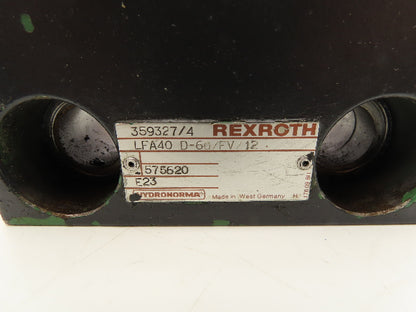 359327/4 REXROTH
LFA40 D-60/FV/12
575620
E23
HYDRONORMA Made in West Germany